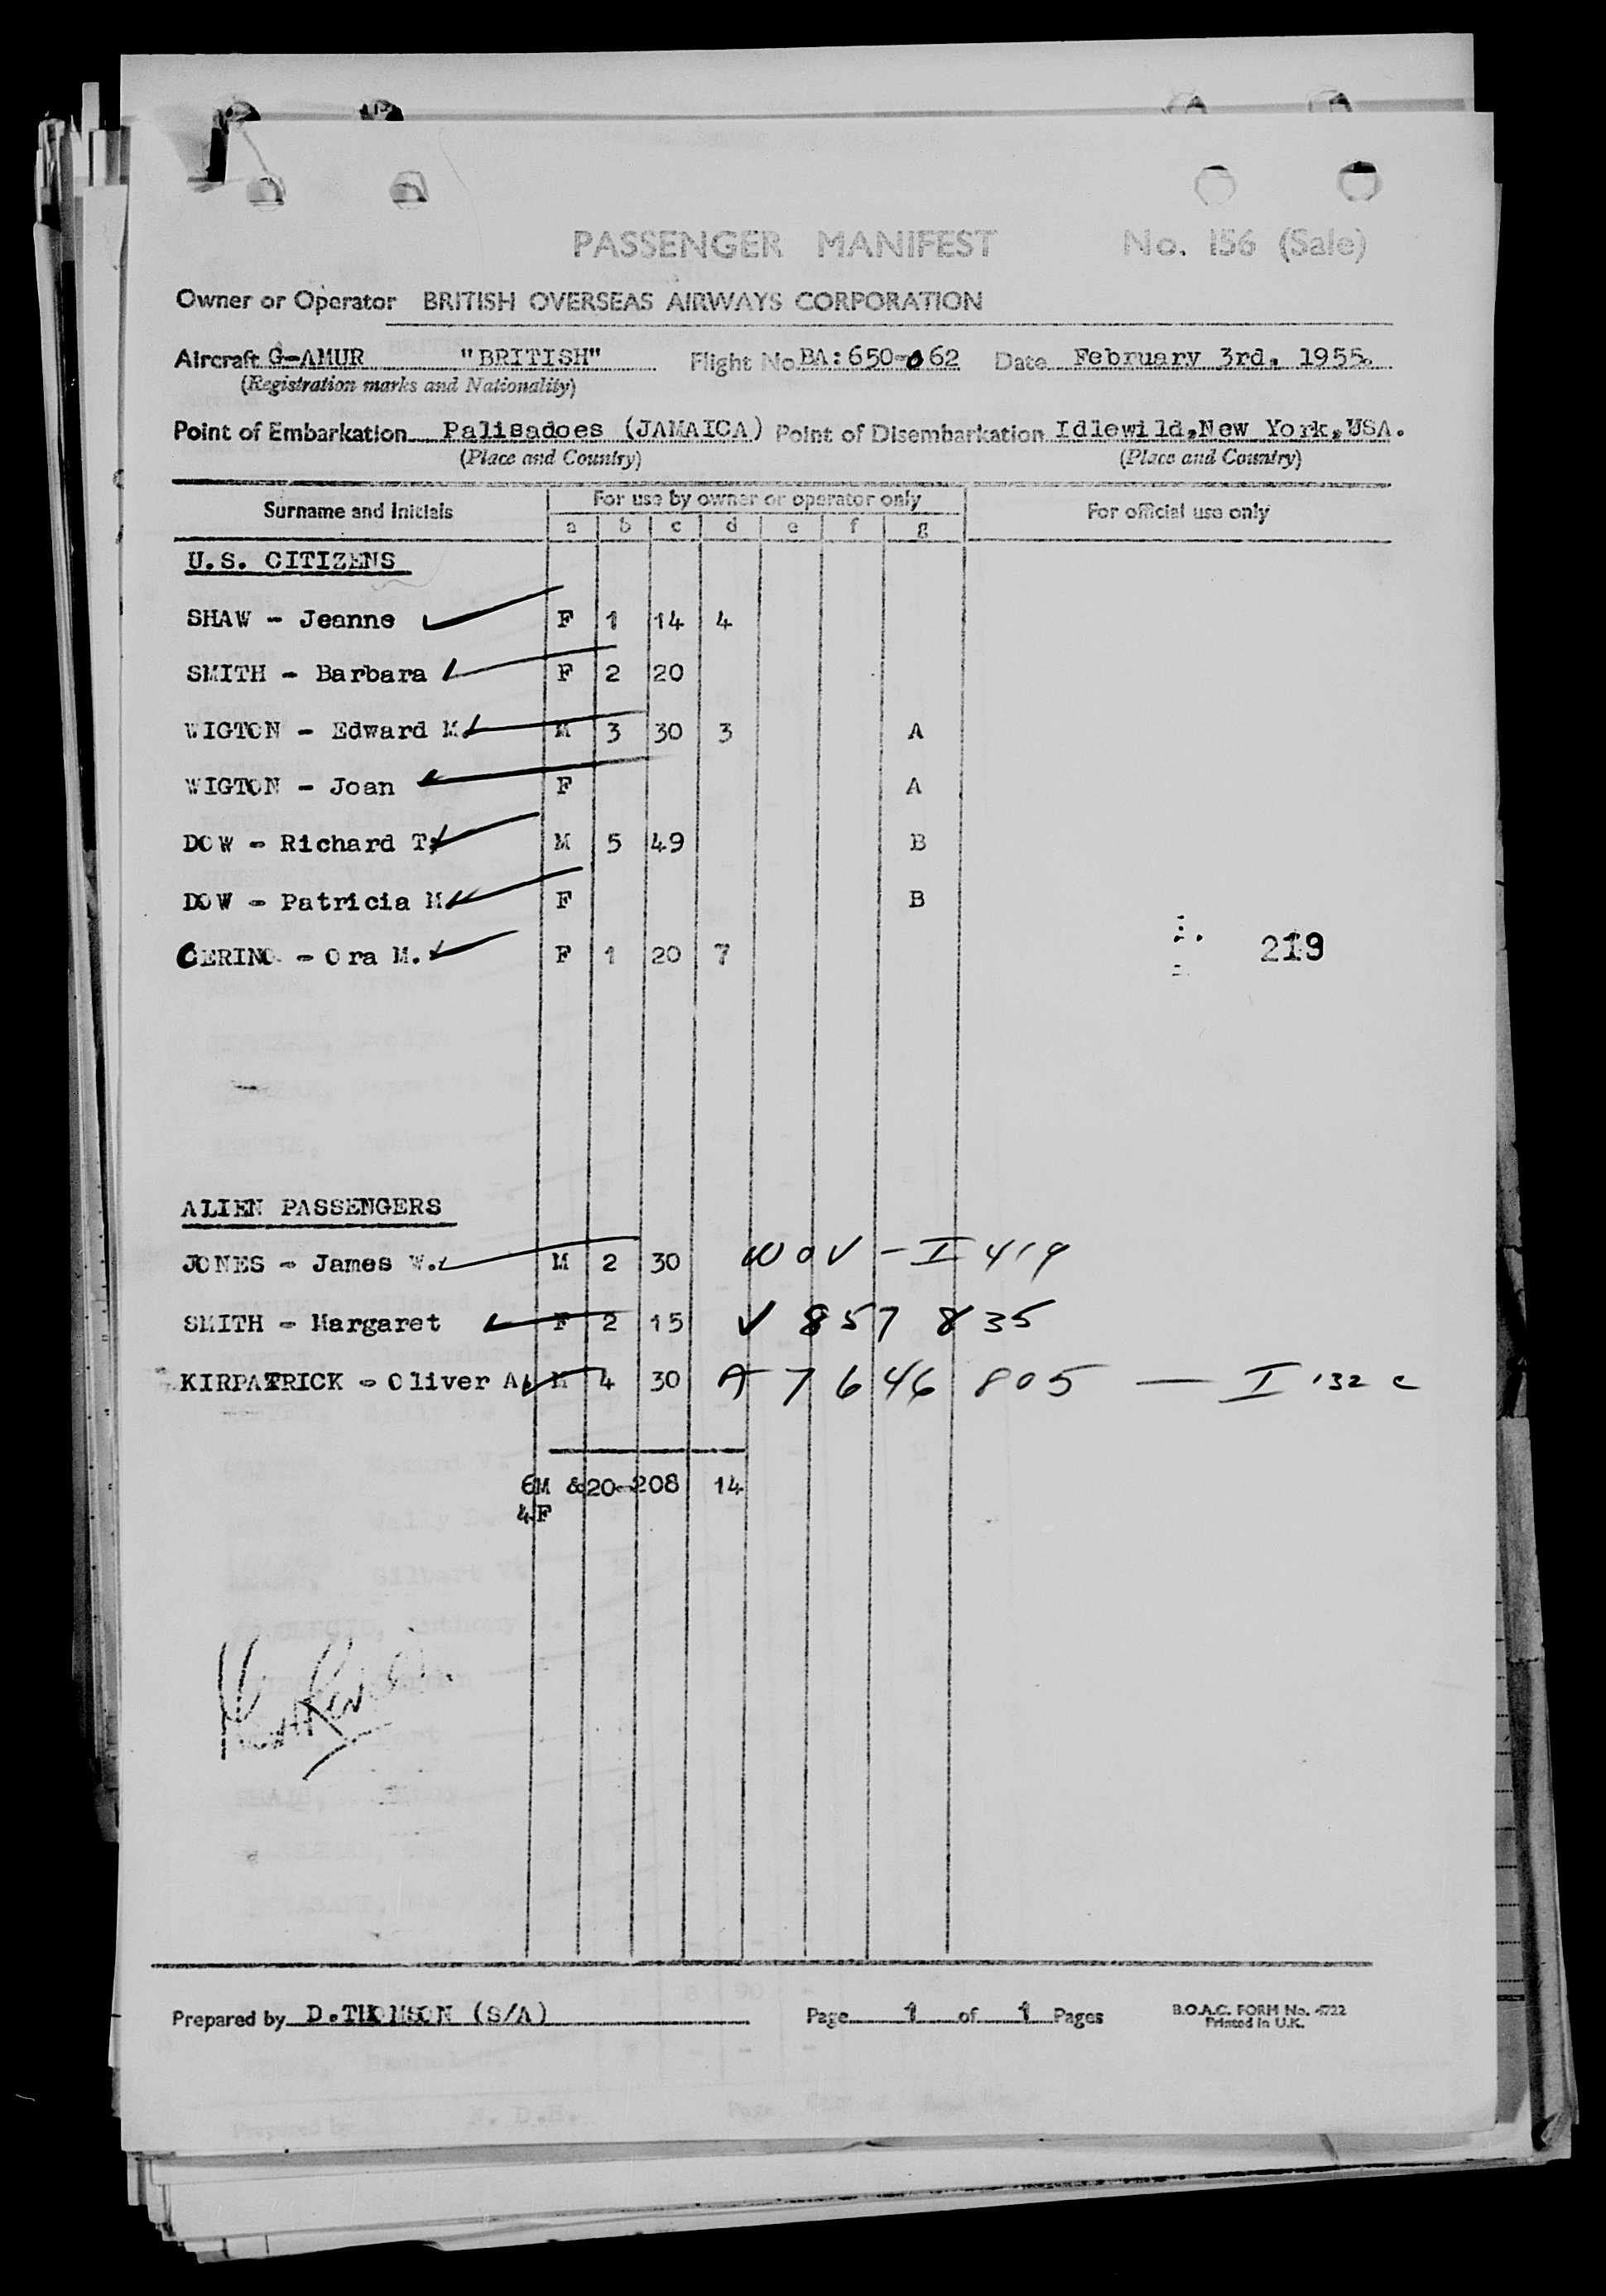 PASSENGER MANIFEST No. 156 (Sale)
Owner or Operator BRITISH OVERSEAS AIRWAYS CORPORATION
Aircraft G-AMUR "BRITISH" Flight No. BA:650-062 Date February 3rd, 1955.
(Registration marks and Nationality)
Point of Embarkation Palisadoes (JAMAICA) Point of Disembarkation Idlewild, New York, USA.
(Place and Country) (Place and Country)
Surname and Initials For use by owner or operator only For official use only
a b c d e f g
U.S. CITIZENS
SHAW - Jeanne F 1 14 4
SMITH - Barbara F 2 20
WIGTON - Edward M. M 3 30 3 A
WIGTON - Joan F A
DOW - Richard T. M 5 49 B
DOW - Patricia M. F B
CERINO - Ora M. F 1 20 7
219
ALIEN PASSENGERS
JONES - James W. M 2 30 WOV - I 419
SMITH - Margaret F 2 15 V 857 835
KIRPATRICK - Oliver A. M 4 30 A 7 646 805 — I 132 c
6M & 20-208 14
4F
Prepared by D.THOMSON (S/A) Page 1 of 1 Pages B.O.A.C. FORM No. 4722
Printed in U.K.